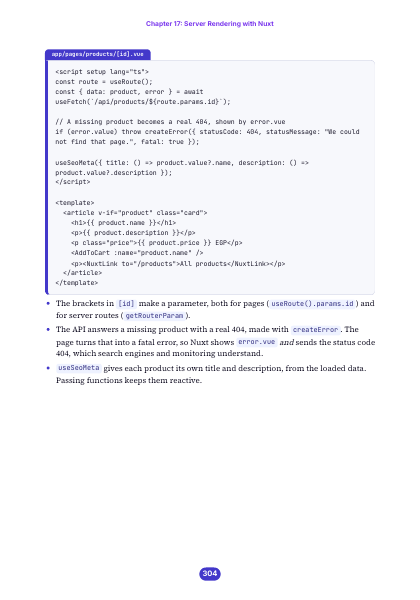 Chapter 17: Server Rendering with Nuxt
app/pages/products/[id].vue
<script setup lang="ts">
const route = useRoute();
const { data: product, error } = await
useFetch(`/api/products/${route.params.id}`);

// A missing product becomes a real 404, shown by error.vue
if (error.value) throw createError({ statusCode: 404, statusMessage: "We could
not find that page.", fatal: true });

useSeoMeta({ title: () => product.value?.name, description: () =>
product.value?.description });
</script>

<template>
  <article v-if="product" class="card">
    <h1>{{ product.name }}</h1>
    <p>{{ product.description }}</p>
    <p class="price">{{ product.price }} EGP</p>
    <AddToCart :name="product.name" />
    <p><NuxtLink to="/products">All products</NuxtLink></p>
  </article>
</template>
• The brackets in [id] make a parameter, both for pages ( useRoute().params.id ) and
for server routes ( getRouterParam ).
• The API answers a missing product with a real 404, made with createError . The
page turns that into a fatal error, so Nuxt shows error.vue and sends the status code
404, which search engines and monitoring understand.
• useSeoMeta gives each product its own title and description, from the loaded data.
Passing functions keeps them reactive.
304